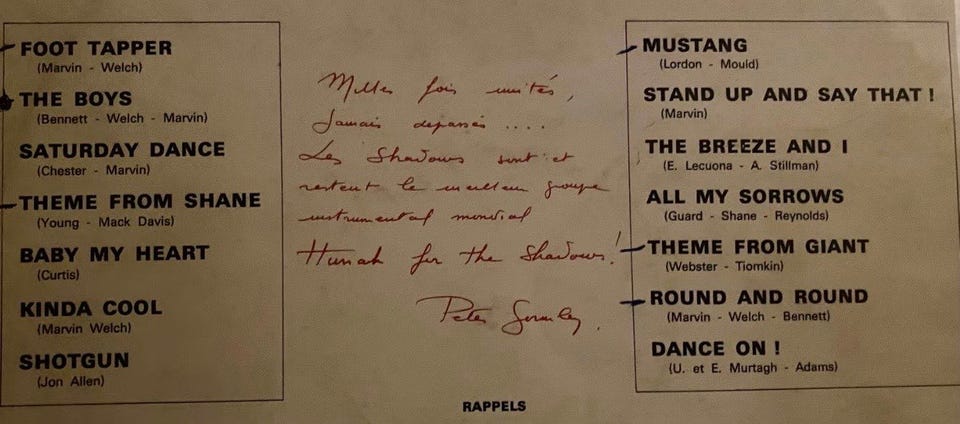 FOOT TAPPER
(Marvin - Welch)
THE BOYS
(Bennett - Welch - Marvin)
SATURDAY DANCE
(Chester - Marvin)
THEME FROM SHANE
(Young - Mack Davis)
BABY MY HEART
(Curtis)
KINDA COOL
(Marvin Welch)
SHOTGUN
(Jon Allen)
Milles fois imités,
Jamais dépassés ....
Les Shadows sont et
restent le meilleur groupe
instrumental mondial
Hurrah for the Shadows!
Peter Gormley.
MUSTANG
(Lordon - Mould)
STAND UP AND SAY THAT !
(Marvin)
THE BREEZE AND I
(E. Lecuona - A. Stillman)
ALL MY SORROWS
(Guard - Shane - Reynolds)
THEME FROM GIANT
(Webster - Tiomkin)
ROUND AND ROUND
(Marvin - Welch - Bennett)
DANCE ON !
(U. et E. Murtagh - Adams)
RAPPELS